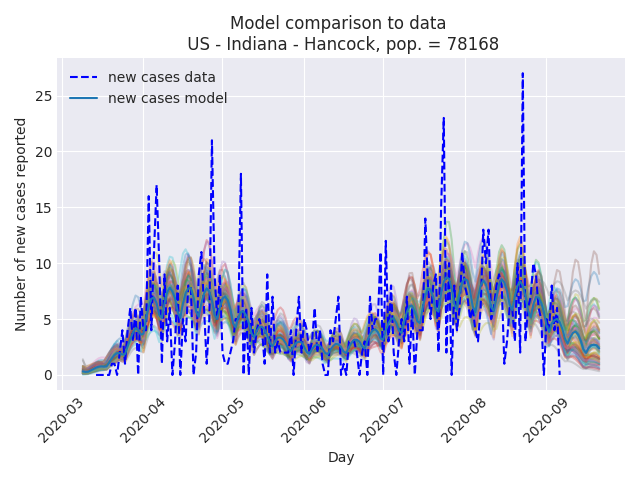 Model comparison to data
US - Indiana - Hancock, pop. = 78168
new cases data
new cases model
Number of new cases reported
25
20
15
10
5
0
2020-03
2020-04
2020-05
2020-06
2020-07
2020-08
2020-09
Day